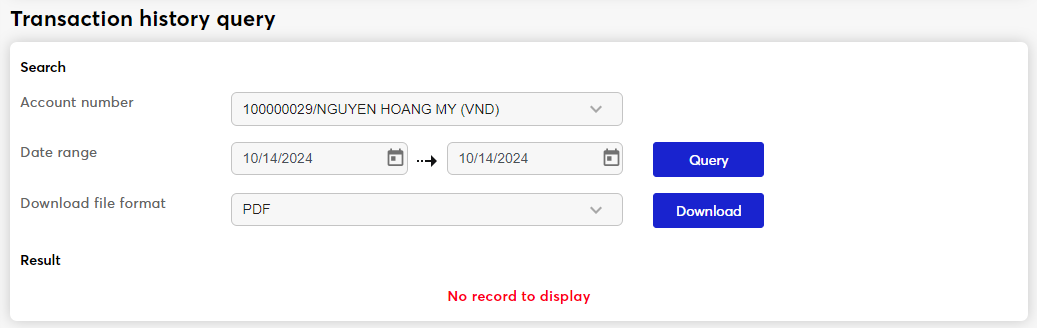 Transaction history query
Search
Account number
100000029/NGUYEN HOANG MY (VND)
Date range
10/14/2024
10/14/2024
Query
Download file format
PDF
Download
Result
No record to display